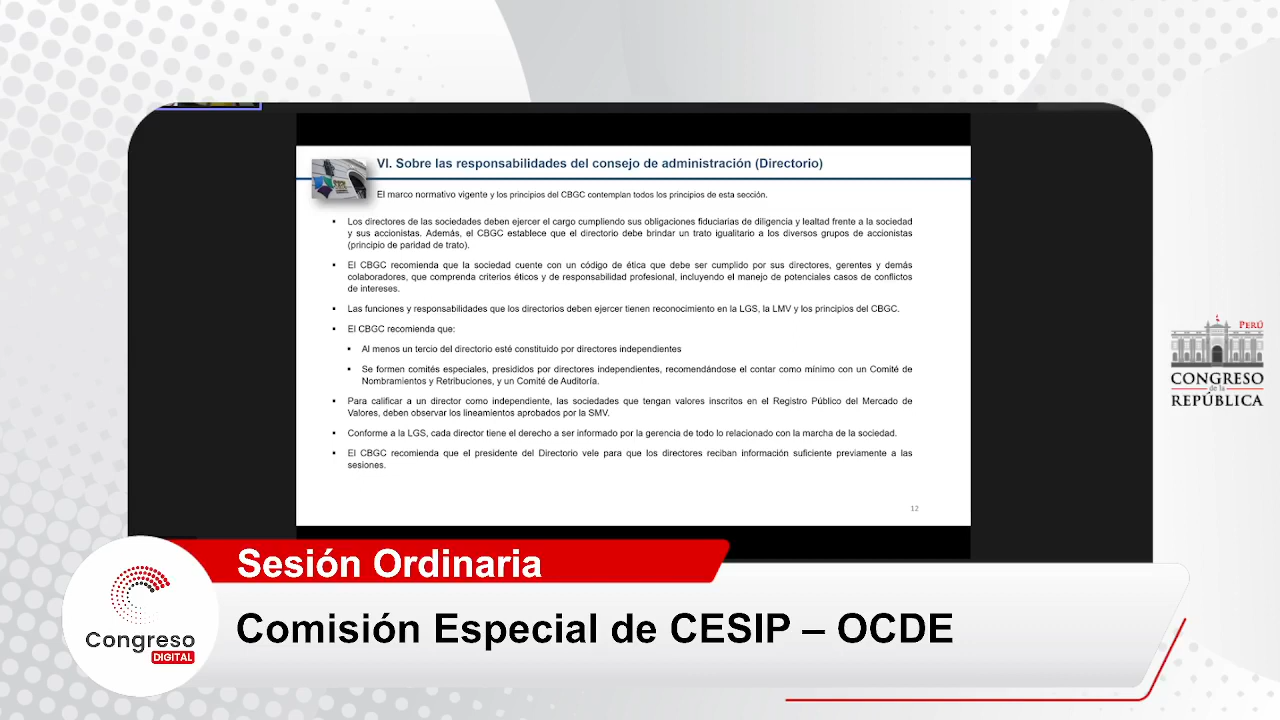 VI. Sobre las responsabilidades del consejo de administración (Directorio)
El marco normativo vigente y los principios del CBGC contemplan todos los principios de esta sección.
▪ Los directores de las sociedades deben ejercer el cargo cumpliendo sus obligaciones fiduciarias de diligencia y lealtad frente a la sociedad
y sus accionistas. Además, el CBGC establece que el directorio debe brindar un trato igualitario a los diversos grupos de accionistas
(principio de paridad de trato).
▪ El CBGC recomienda que la sociedad cuente con un código de ética que debe ser cumplido por sus directores, gerentes y demás
colaboradores, que comprenda criterios éticos y de responsabilidad profesional, incluyendo el manejo de potenciales casos de conflictos
de intereses.
▪ Las funciones y responsabilidades que los directorios deben ejercer tienen reconocimiento en la LGS, la LMV y los principios del CBGC.
▪ El CBGC recomienda que:
▪ Al menos un tercio del directorio esté constituido por directores independientes
▪ Se formen comités especiales, presididos por directores independientes, recomendándose el contar como mínimo con un Comité de
Nombramientos y Retribuciones, y un Comité de Auditoría.
▪ Para calificar a un director como independiente, las sociedades que tengan valores inscritos en el Registro Público del Mercado de
Valores, deben observar los lineamientos aprobados por la SMV.
▪ Conforme a la LGS, cada director tiene el derecho a ser informado por la gerencia de todo lo relacionado con la marcha de la sociedad.
▪ El CBGC recomienda que el presidente del Directorio vele para que los directores reciban información suficiente previamente a las
sesiones.
12
PERÚ
CONGRESO
de la
REPÚBLICA
Sesión Ordinaria
Comisión Especial de CESIP – OCDE
Congreso
DIGITAL